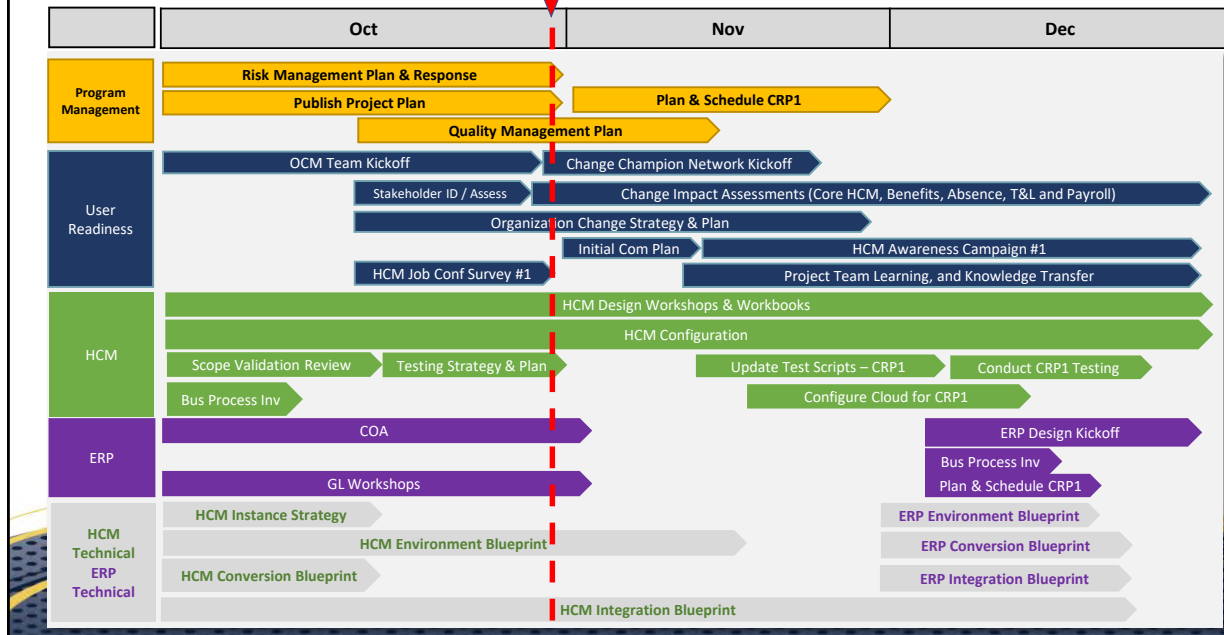 Oct
Nov
Dec
Program
Management
Risk Management Plan & Response
Publish Project Plan
Plan & Schedule CRP1
Quality Management Plan
User
Readiness
OCM Team Kickoff
Change Champion Network Kickoff
Stakeholder ID / Assess
Change Impact Assessments (Core HCM, Benefits, Absence, T&L and Payroll)
Organization Change Strategy & Plan
Initial Com Plan
HCM Awareness Campaign #1
HCM Job Conf Survey #1
Project Team Learning, and Knowledge Transfer
HCM
HCM Design Workshops & Workbooks
HCM Configuration
Scope Validation Review
Testing Strategy & Plan
Update Test Scripts – CRP1
Conduct CRP1 Testing
Bus Process Inv
Configure Cloud for CRP1
ERP
COA
ERP Design Kickoff
Bus Process Inv
GL Workshops
Plan & Schedule CRP1
HCM
Technical
ERP
Technical
HCM Instance Strategy
ERP Environment Blueprint
HCM Environment Blueprint
ERP Conversion Blueprint
HCM Conversion Blueprint
ERP Integration Blueprint
HCM Integration Blueprint